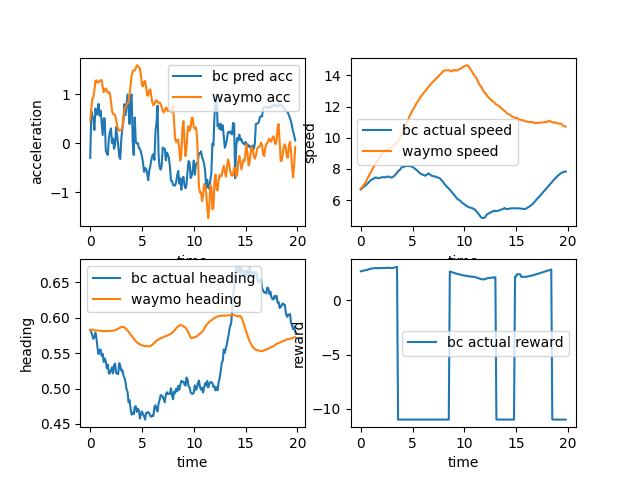 acceleration
1
0
−1
0
5
10
15
20
time
bc pred acc
waymo acc
speed
14
12
10
8
6
0
5
10
15
20
time
bc actual speed
waymo speed
heading
0.65
0.60
0.55
0.50
0.45
0
5
10
15
20
time
bc actual heading
waymo heading
reward
0
−5
−10
0
5
10
15
20
time
bc actual reward